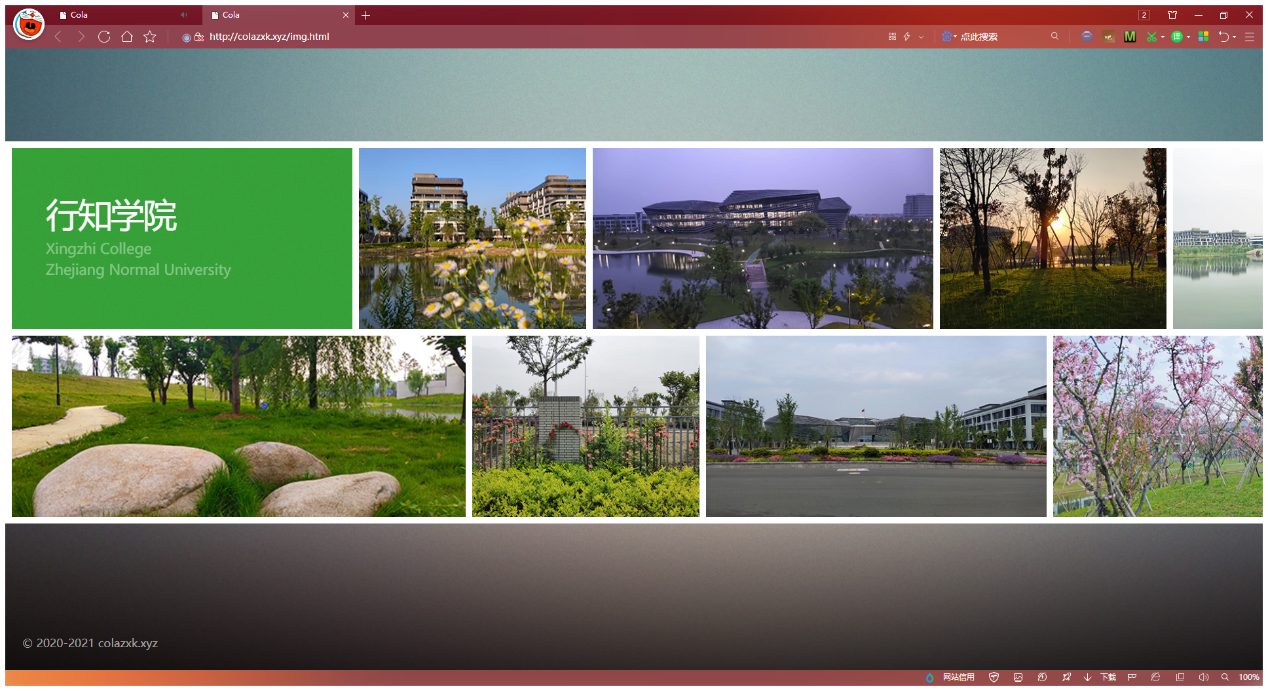 Cola
Cola
2
http://colazxk.xyz/img.html
点此搜索
行知学院
Xingzhi College
Zhejiang Normal University
© 2020-2021 colazxk.xyz
网站信用
下载
100%